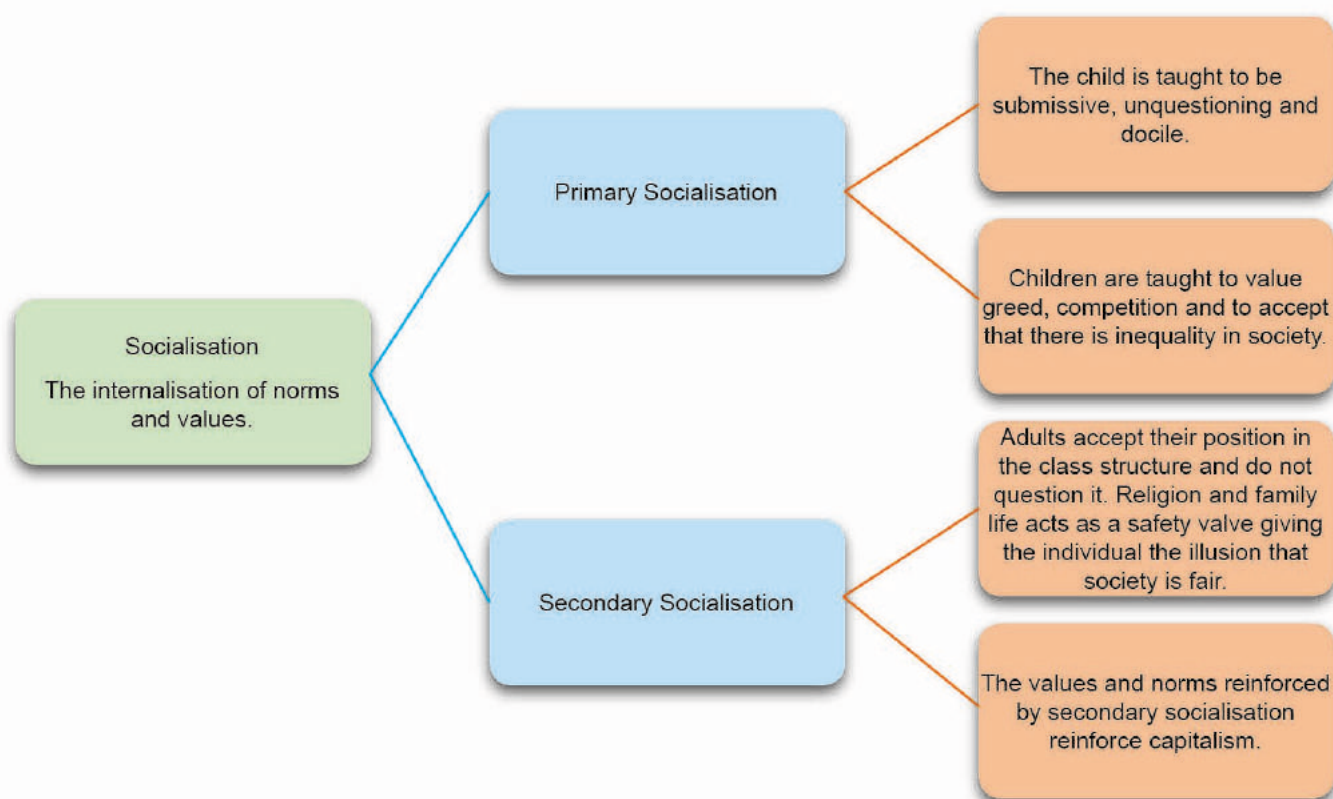 Socialisation
The internalisation of norms
and values.
Primary Socialisation
The child is taught to be
submissive, unquestioning and
docile.
Children are taught to value
greed, competition and to accept
that there is inequality in society.
Secondary Socialisation
Adults accept their position in
the class structure and do not
question it. Religion and family
life acts as a safety valve giving
the individual the illusion that
society is fair.
The values and norms reinforced
by secondary socialisation
reinforce capitalism.